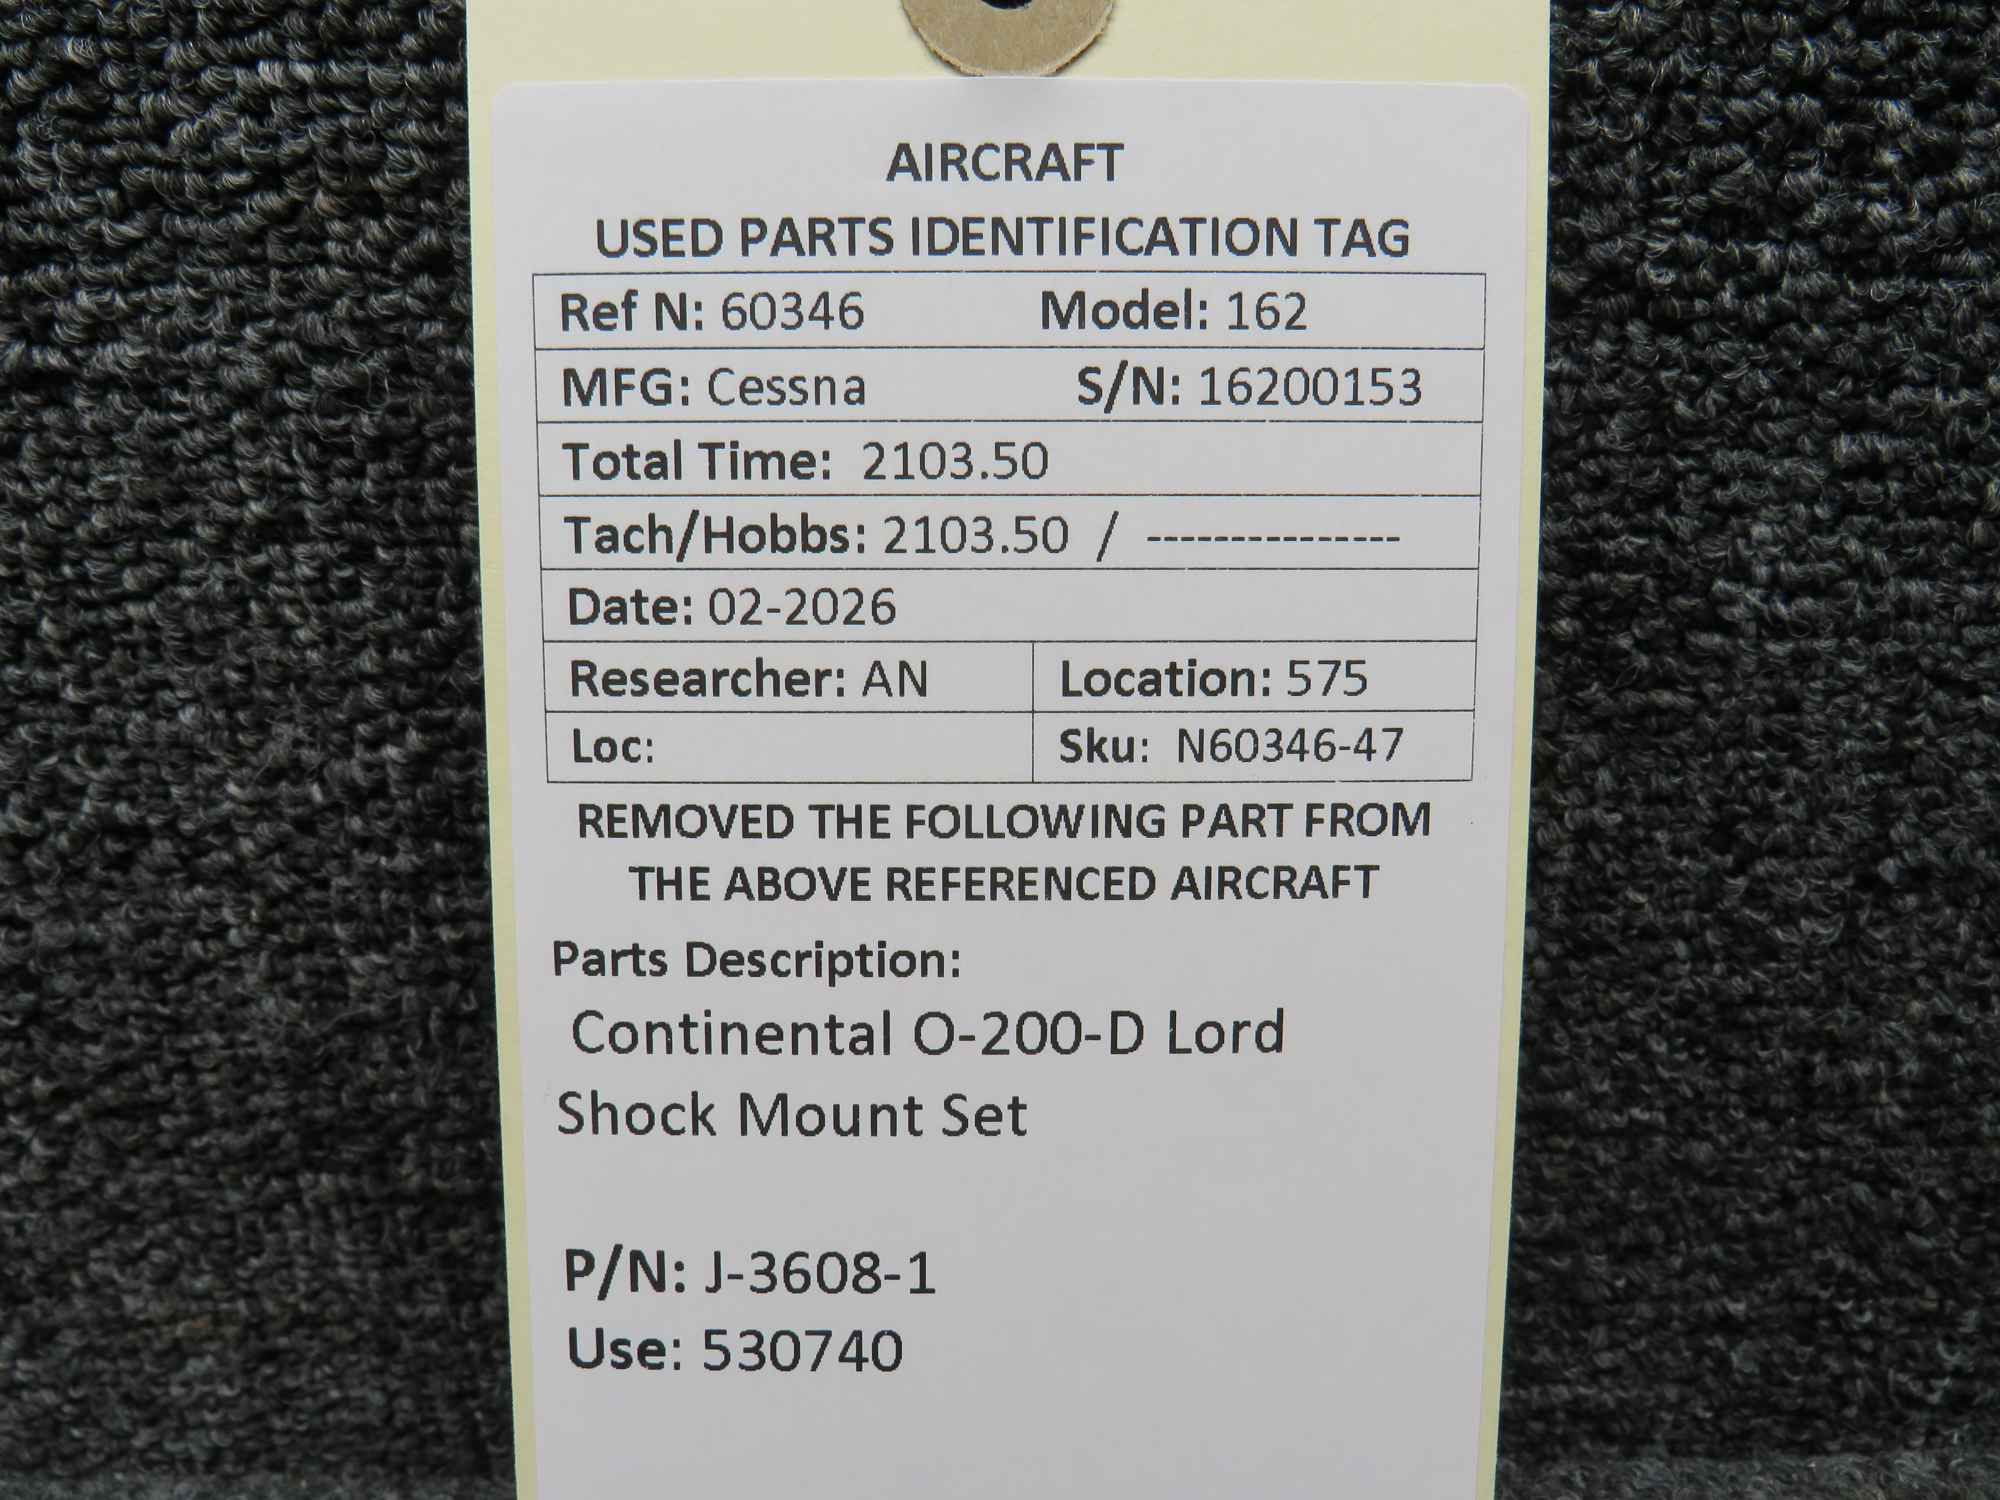 AIRCRAFT
USED PARTS IDENTIFICATION TAG
Ref N: 60346 Model: 162
MFG: Cessna S/N: 16200153
Total Time: 2103.50
Tach/Hobbs: 2103.50 / ---------------
Date: 02-2026
Researcher: AN Location: 575
Loc: Sku: N60346-47
REMOVED THE FOLLOWING PART FROM
THE ABOVE REFERENCED AIRCRAFT
Parts Description:
Continental O-200-D Lord
Shock Mount Set
P/N: J-3608-1
Use: 530740